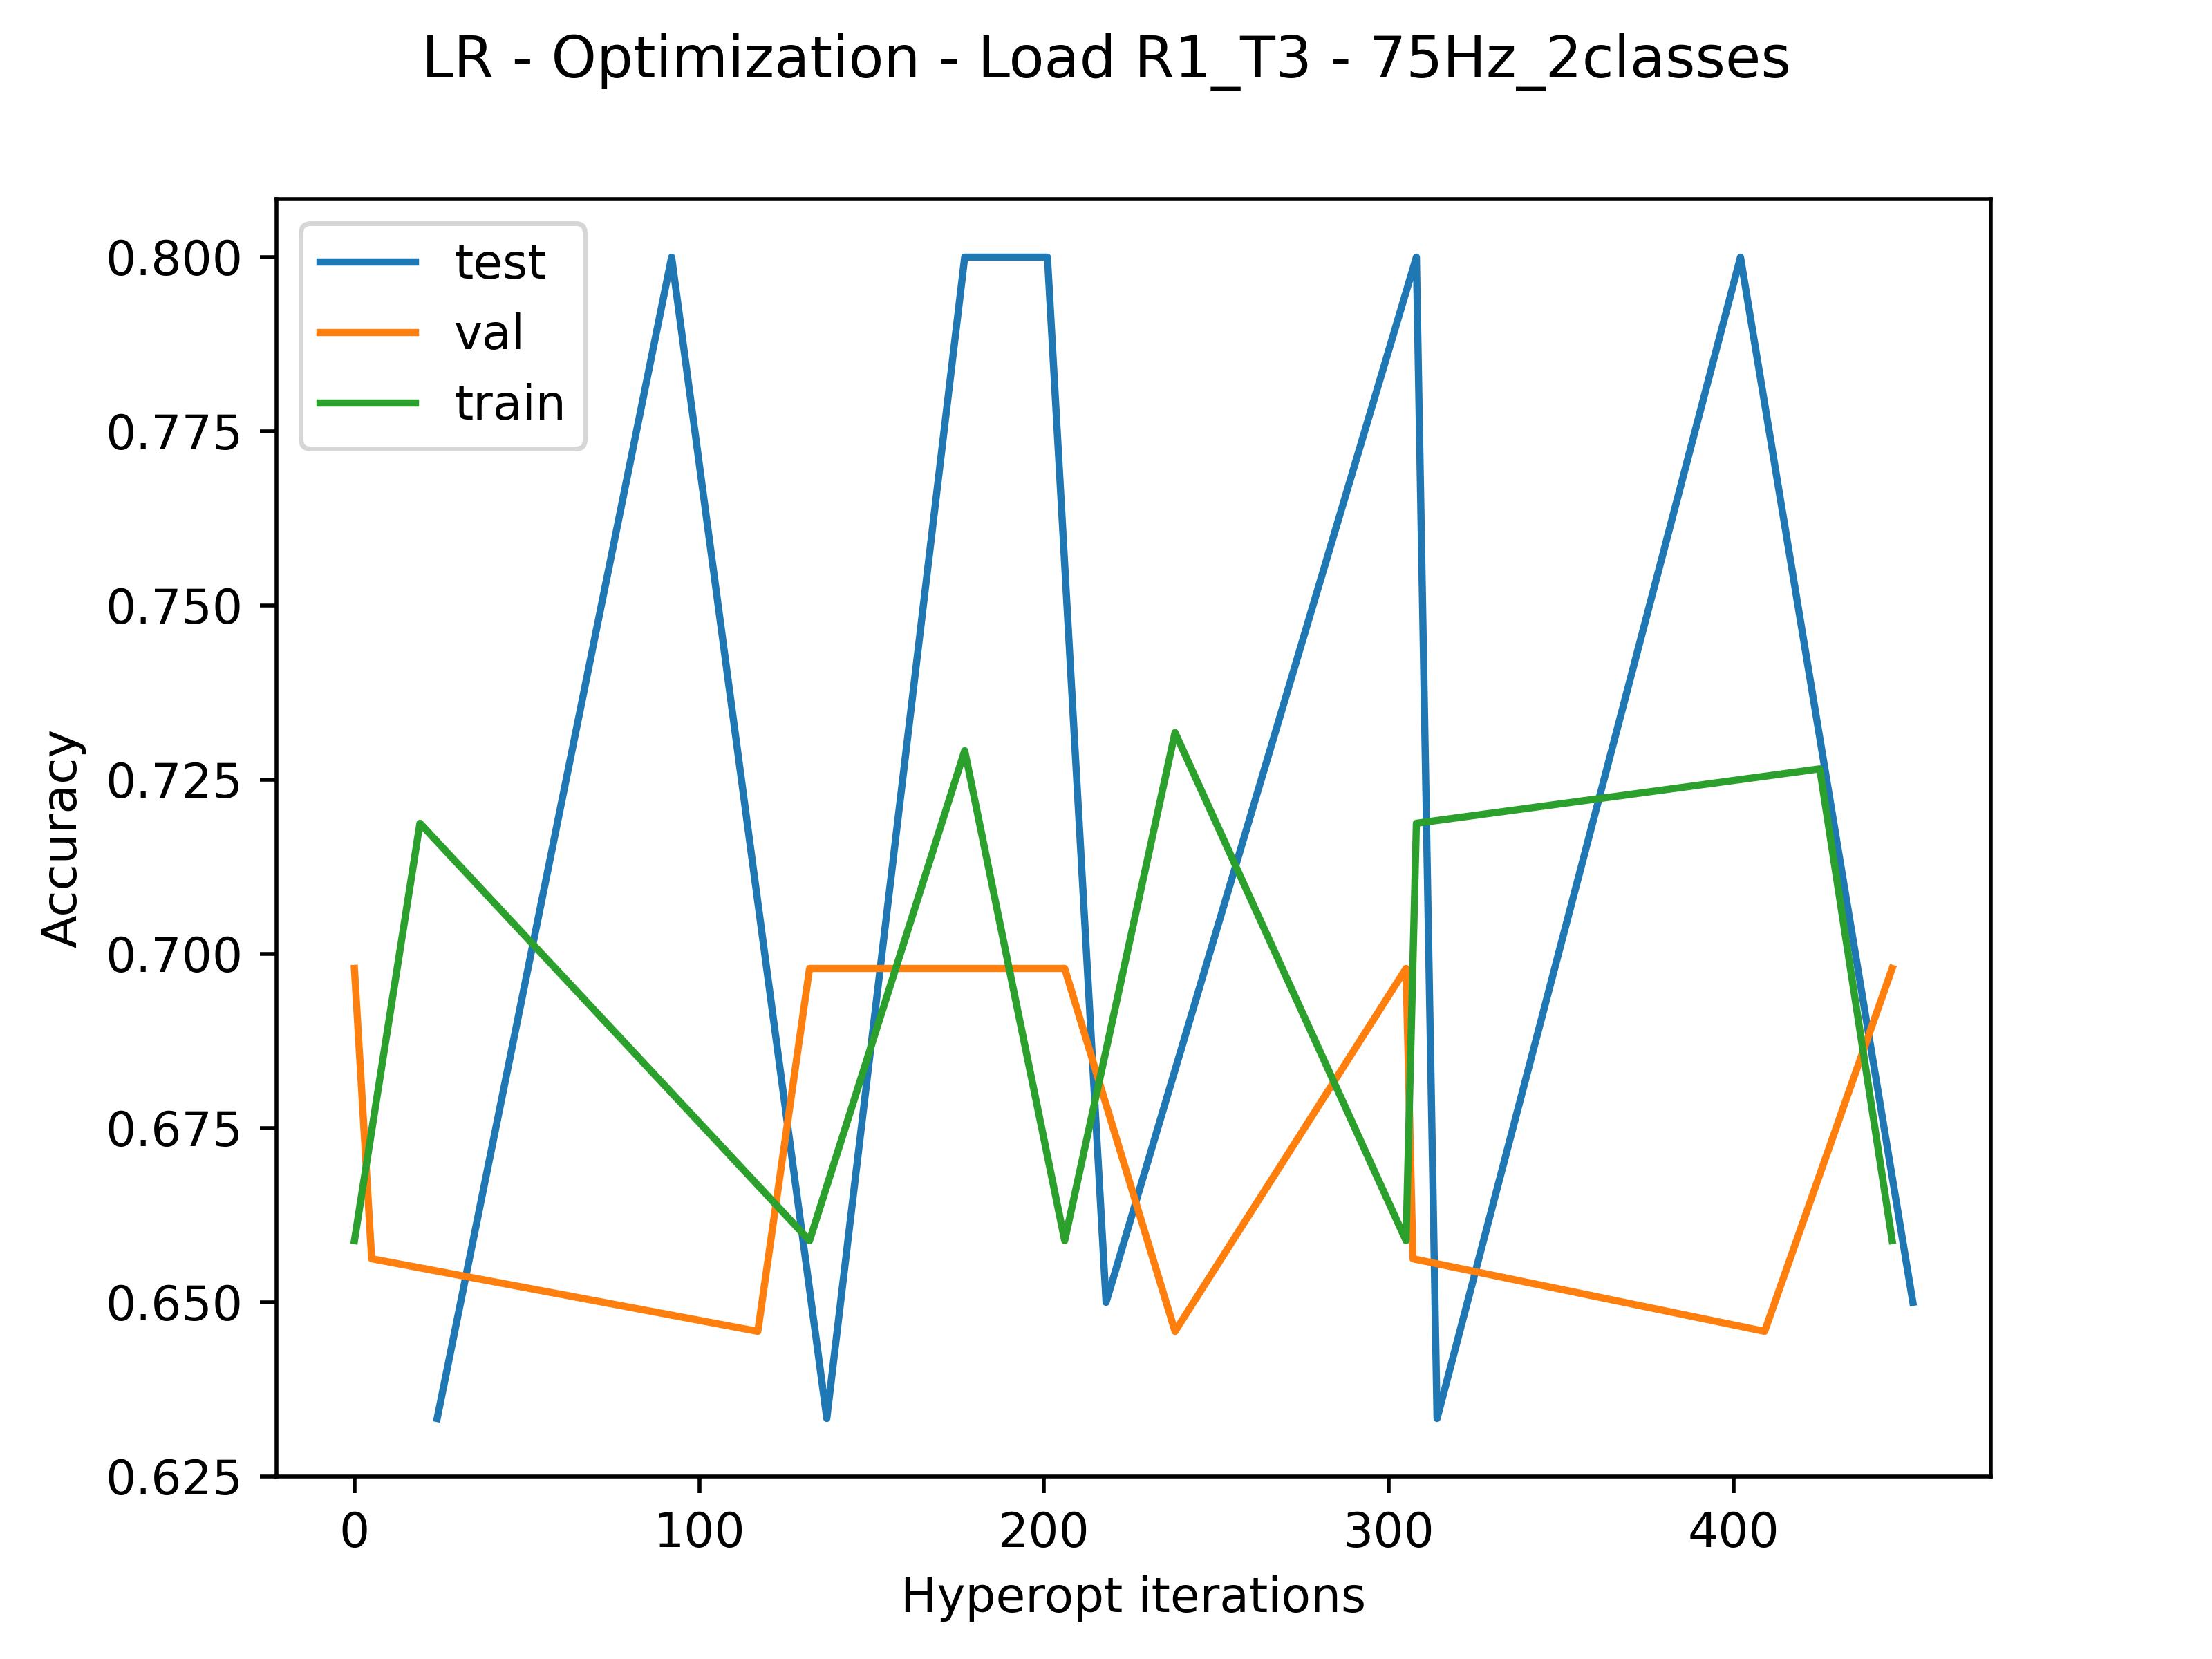 LR - Optimization - Load R1_T3 - 75Hz_2classes
test
val
train
0.800
0.775
0.750
0.725
0.700
0.675
0.650
0.625
Accuracy
0 100 200 300 400
Hyperopt iterations